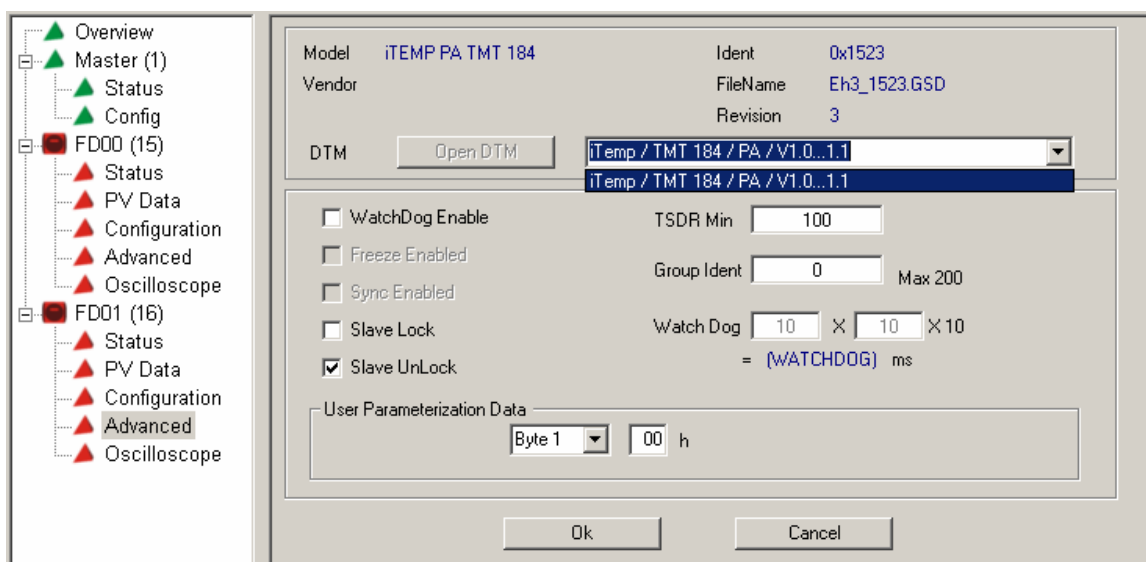 Overview
Master (1)
Status
Config
FD00 (15)
Status
PV Data
Configuration
Advanced
Oscilloscope
FD01 (16)
Status
PV Data
Configuration
Advanced
Oscilloscope
Model iTEMP PA TMT 184 Ident 0x1523
Vendor FileName Eh3_1523.GSD
Revision 3
DTM Open DTM iTemp / TMT 184 / PA / V1.0...1.1
iTemp / TMT 184 / PA / V1.0...1.1
WatchDog Enable TSDR Min 100
Freeze Enabled
Group Ident 0 Max 200
Sync Enabled
Slave Lock Watch Dog 10 X 10 X 10
Slave UnLock = (WATCHDOG) ms
User Parameterization Data
Byte 1 00 h
Ok Cancel